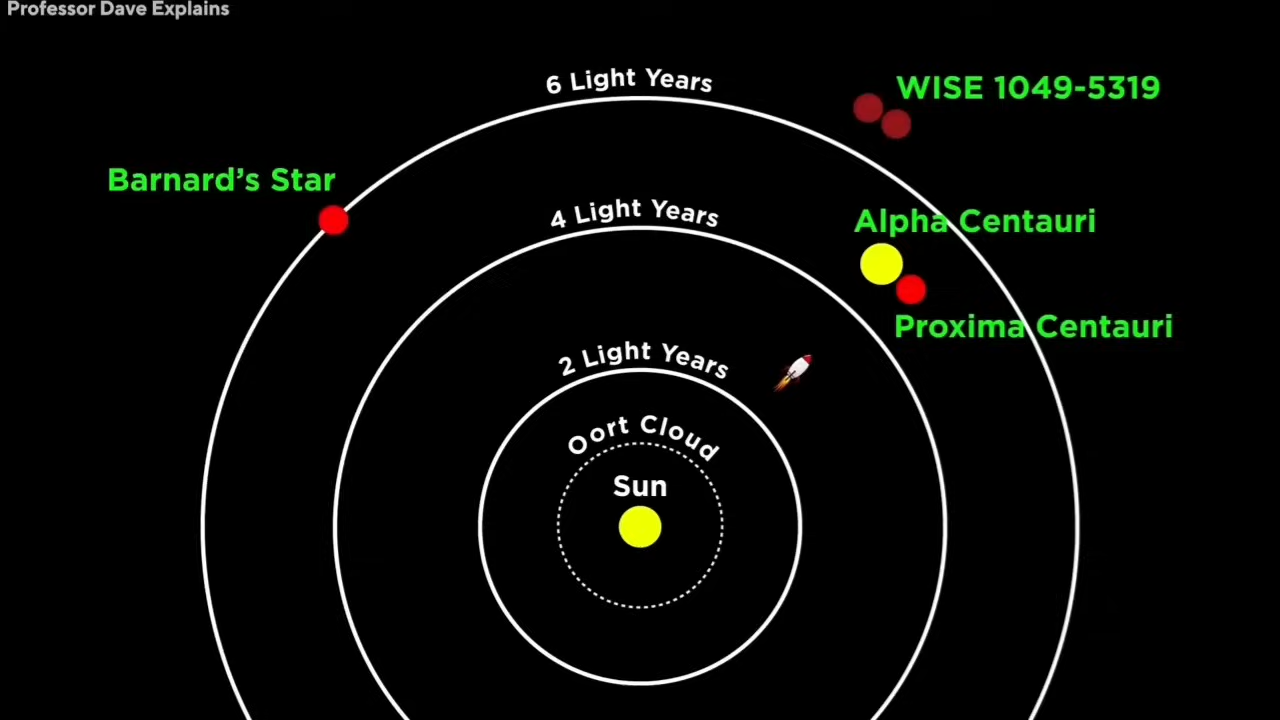 Professor Dave Explains
6 Light Years
WISE 1049-5319
Barnard’s Star
4 Light Years
Alpha Centauri
Proxima Centauri
2 Light Years
Oort Cloud
Sun